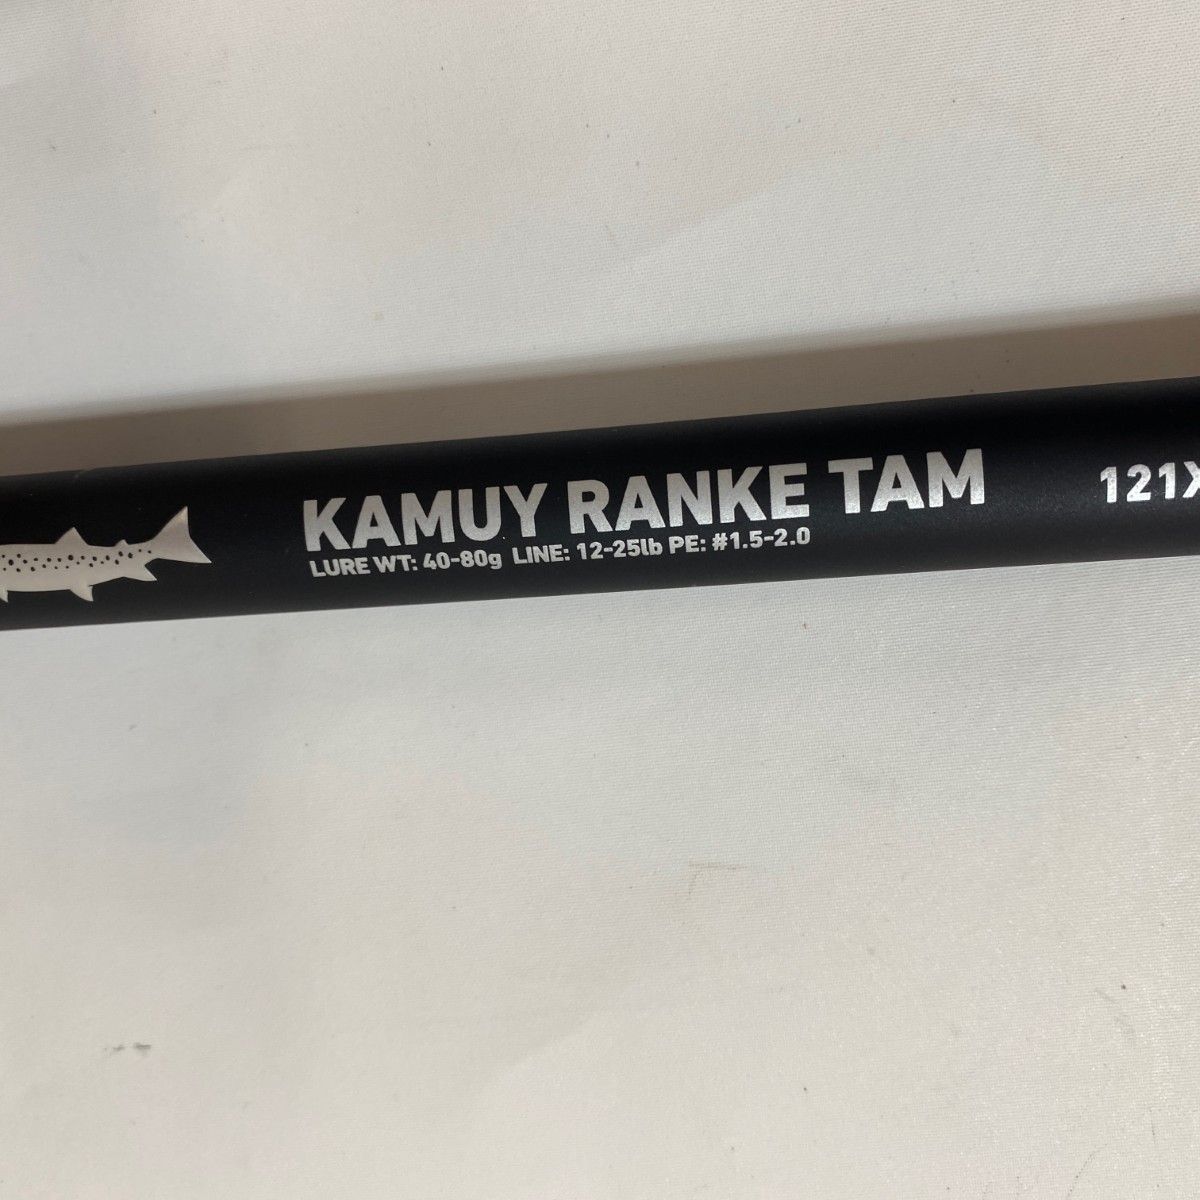 KAMUY RANKE TAM 121X
LURE WT: 40-80g LINE: 12-25lb PE: #1.5-2.0